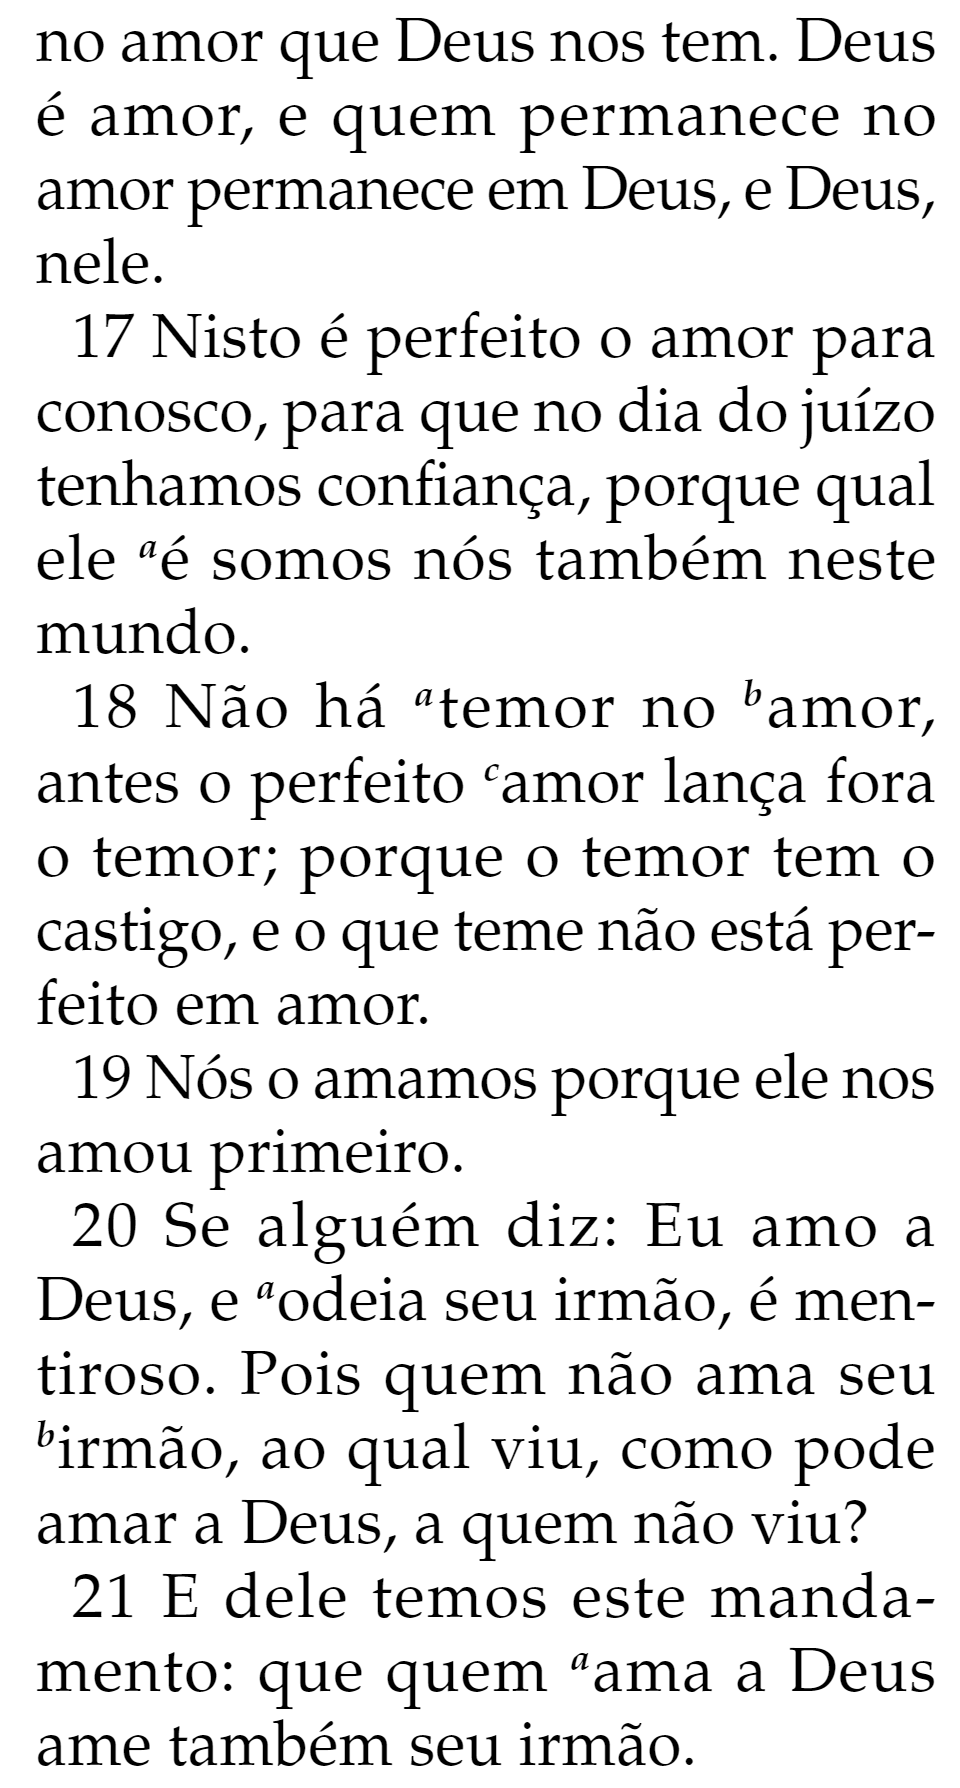 no amor que Deus nos tem. Deus
é amor, e quem permanece no
amor permanece em Deus, e Deus,
nele.
17 Nisto é perfeito o amor para
conosco, para que no dia do juízo
tenhamos confiança, porque qual
ele ᵃé somos nós também neste
mundo.
18 Não há ᵃtemor no ᵇamor,
antes o perfeito ᶜamor lança fora
o temor; porque o temor tem o
castigo, e o que teme não está per-
feito em amor.
19 Nós o amamos porque ele nos
amou primeiro.
20 Se alguém diz: Eu amo a
Deus, e ᵃodeia seu irmão, é men-
tiroso. Pois quem não ama seu
ᵇirmão, ao qual viu, como pode
amar a Deus, a quem não viu?
21 E dele temos este manda-
mento: que quem ᵃama a Deus
ame também seu irmão.